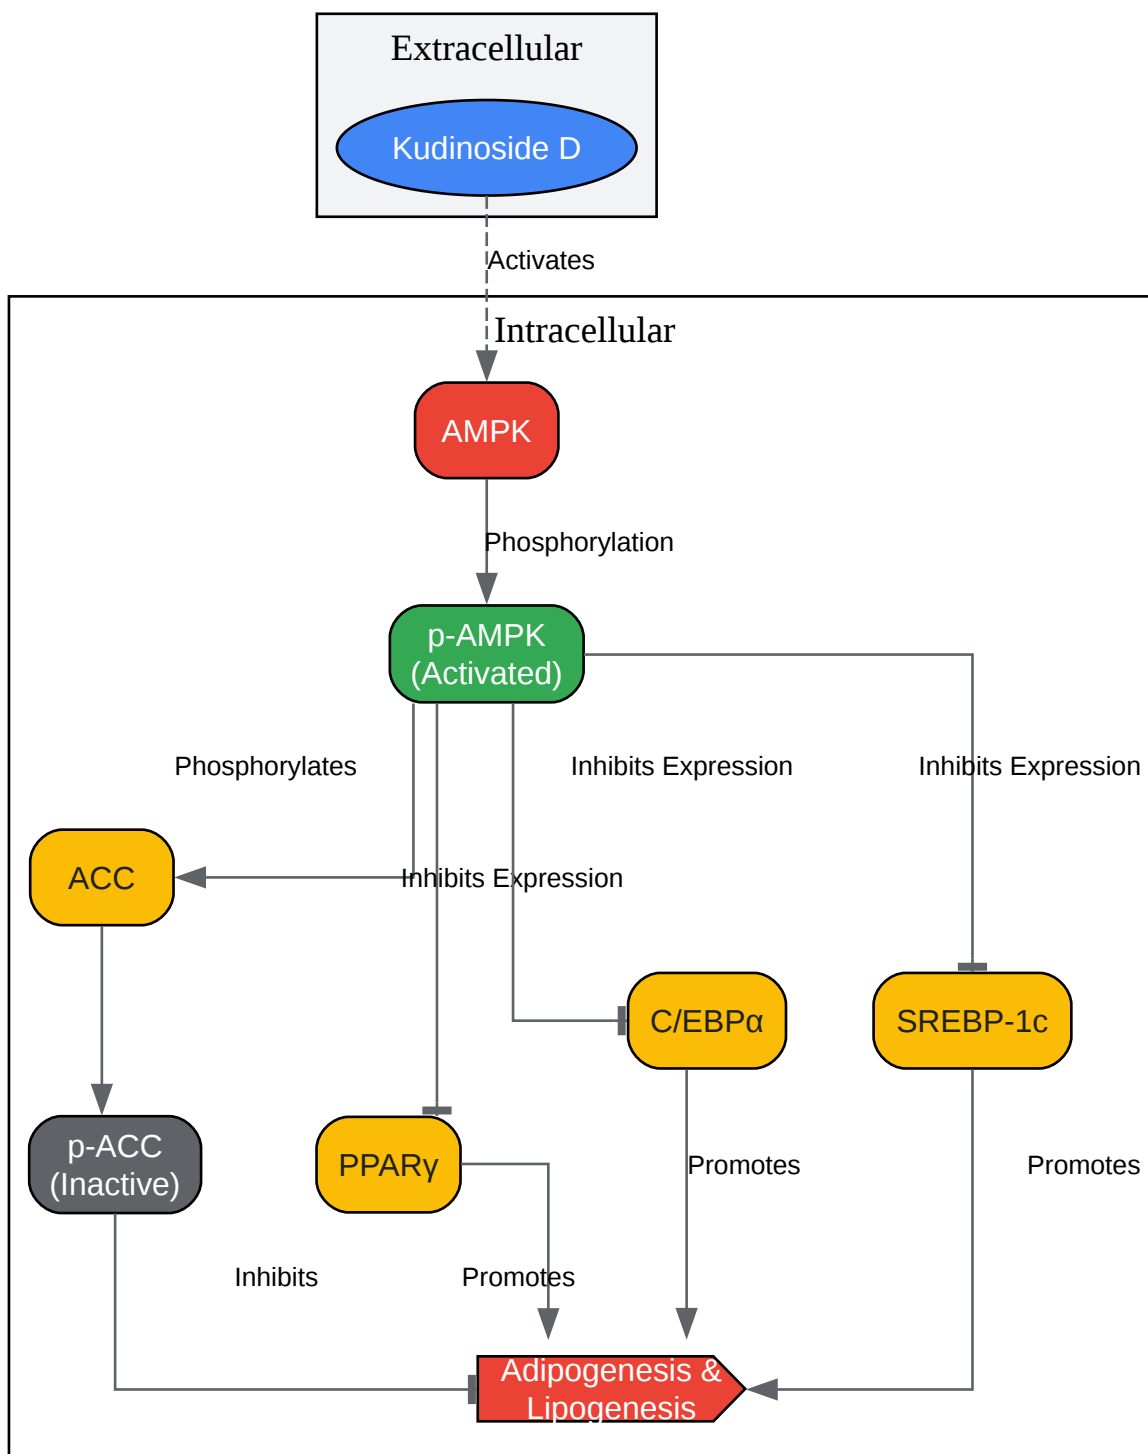 Extracellular
Kudinoside D
Activates
Intracellular
AMPK
Phosphorylation
p-AMPK
(Activated)
Phosphorylates
Inhibits Expression
Inhibits Expression
ACC
Inhibits Expression
C/EBPα
SREBP-1c
p-ACC
(Inactive)
PPARγ
Promotes
Promotes
Inhibits
Promotes
Adipogenesis &
Lipogenesis